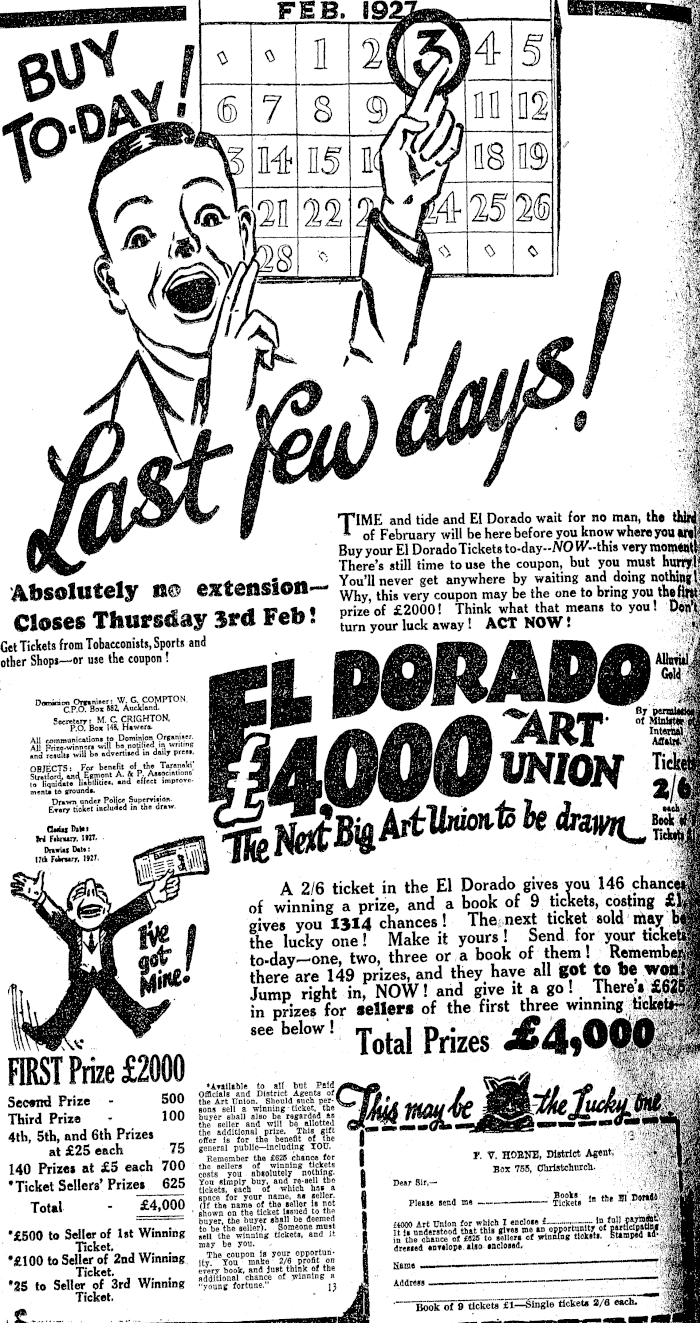 FEB. 1927
BUY
TO-DAY!
1 2 3 4 5
6 7 8 9 11 12
3 14 15 1 18 19
21 22 2 24 25 26
28
Last few days!
TIME and tide and El Dorado wait for no man, the third
of February will be here before you know where you are
Buy your El Dorado Tickets to-day--NOW--this very moment
There's still time to use the coupon, but you must hurry!
You'll never get anywhere by waiting and doing nothing.
Why, this very coupon may be the one to bring you the first
prize of £2000! Think what that means to you! Don't
turn your luck away! ACT NOW!
Absolutely no extension—
Closes Thursday 3rd Feb!
Get Tickets from Tobacconists, Sports and
other Shops—or use the coupon!
Dominion Organiser: W. G. COMPTON,
C.P.O. Box 882, Auckland.
Secretary: M. C. CRIGHTON,
P.O. Box 148, Hawera.
All communications to Dominion Organiser.
All Prize-winners will be notified in writing
and results will be advertised in daily press.
OBJECTS: For benefit of the Taranaki
Stratford, and Egmont A. & P. Associations
to liquidate liabilities, and effect improve-
ments to grounds.
Drawn under Police Supervision.
Every ticket included in the draw.
Closing Date:
3rd February, 1927.
Drawing Date:
17th February, 1927.
EL DORADO
£4,000 ART
UNION
Alluvial
Gold
By permission
of Minister
Internal
Affairs.
Tickets
2/6
each
Book of
Tickets
The Next Big Art Union to be drawn
I've
got
Mine!
A 2/6 ticket in the El Dorado gives you 146 chances
of winning a prize, and a book of 9 tickets, costing £1,
gives you 1314 chances! The next ticket sold may be
the lucky one! Make it yours! Send for your tickets
to-day—one, two, three or a book of them! Remember,
there are 149 prizes, and they have all got to be won!
Jump right in, NOW! and give it a go! There's £625
in prizes for sellers of the first three winning tickets—
see below!
Total Prizes £4,000
FIRST Prize £2000
Second Prize - 500
Third Prize - 100
4th, 5th, and 6th Prizes
at £25 each 75
140 Prizes at £5 each 700
*Ticket Sellers' Prizes 625
Total - £4,000
*£500 to Seller of 1st Winning
Ticket.
*£100 to Seller of 2nd Winning
Ticket.
*25 to Seller of 3rd Winning
Ticket.
*Available to all but Paid
Officials and District Agents of
the Art Union. Should such per-
sons sell a winning ticket, the
buyer shall also be regarded as
the seller and will be allotted
the additional prize. This gift
offer is for the benefit of the
general public—including YOU.
Remember the £625 chance for
the sellers of winning tickets
costs you absolutely nothing.
You simply buy, and re-sell the
tickets, each of which has a
space for your name, as seller.
(If the name of the seller is not
shown on the ticket issued to the
buyer, the buyer shall be deemed
to be the seller). Someone must
sell the winning tickets, and it
may be you.
The coupon is your opportun-
ity. You make 2/6 profit on
every book, and just think of the
additional chance of winning a
"young fortune." 13
This may be the Lucky one
F. V. HORNE, District Agent,
Box 755, Christchurch.
Dear Sir,—
Please send me Books Tickets in the El Dorado
£4000 Art Union for which I enclose £ in full payment.
It is understood that this gives me an opportunity of participating
in the chance of £625 to sellers of winning tickets. Stamped ad-
dressed envelope also enclosed.
Name
Address
Book of 9 tickets £1—Single tickets 2/6 each.